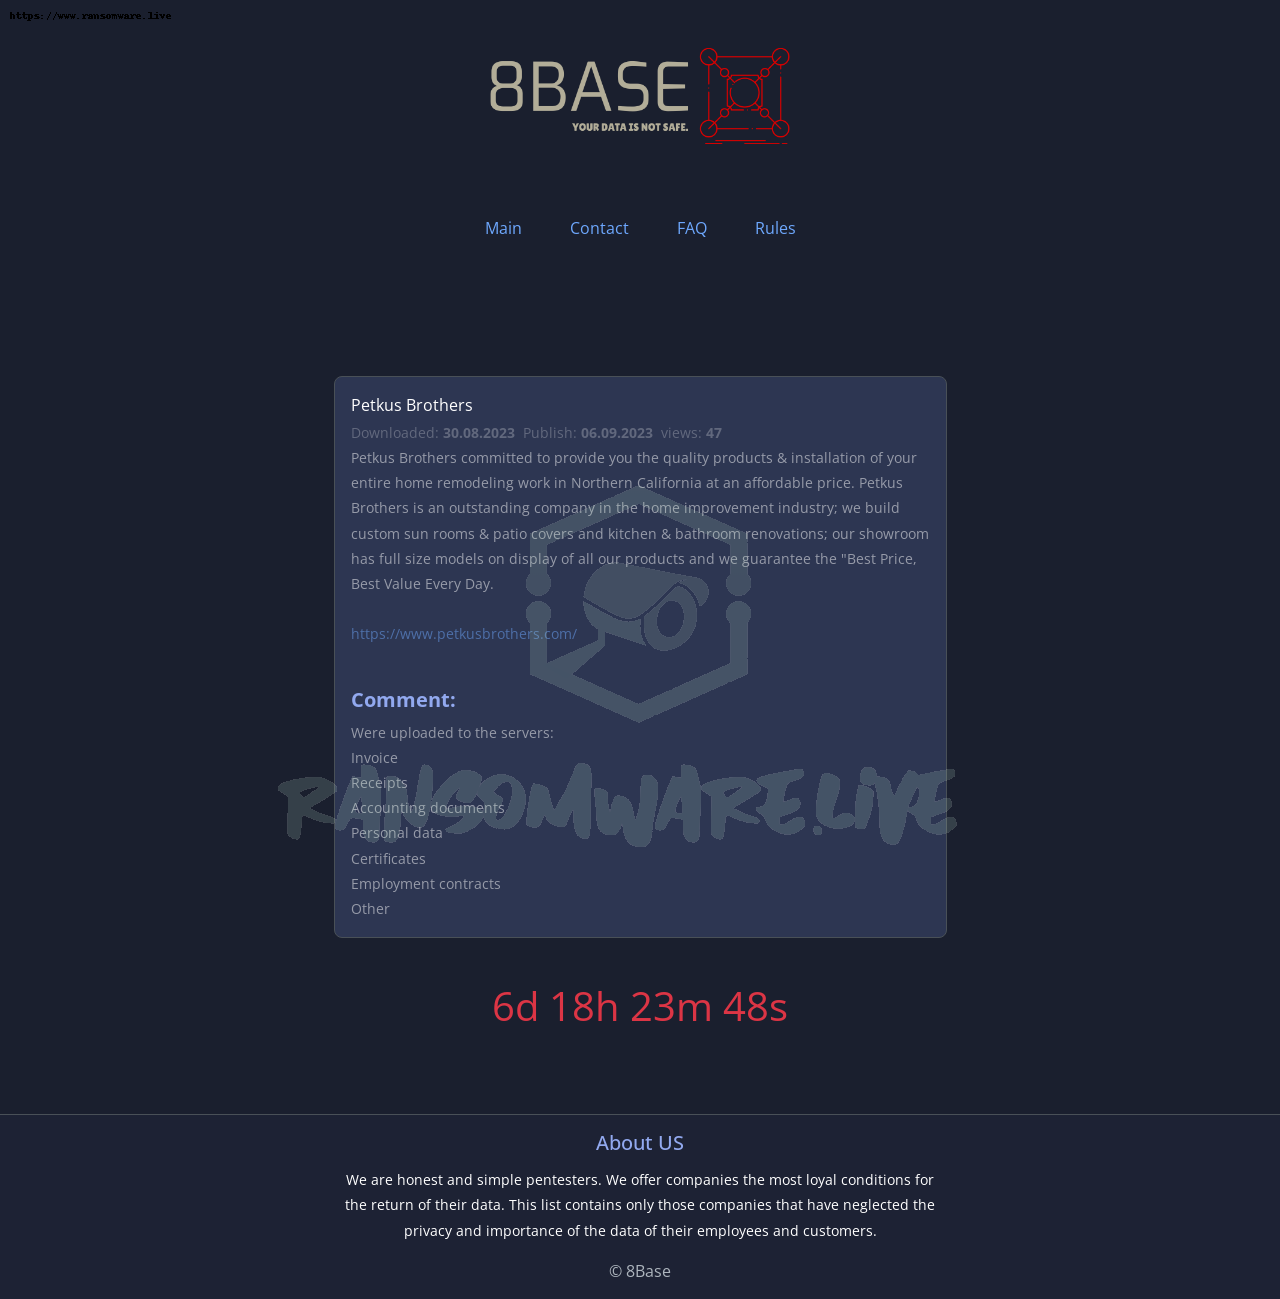 https://www.ransomware.live
8BASE
YOUR DATA IS NOT SAFE.
Main Contact FAQ Rules
Petkus Brothers
Downloaded: 30.08.2023 Publish: 06.09.2023 views: 47
Petkus Brothers committed to provide you the quality products & installation of your
entire home remodeling work in Northern California at an affordable price. Petkus
Brothers is an outstanding company in the home improvement industry; we build
custom sun rooms & patio covers and kitchen & bathroom renovations; our showroom
has full size models on display of all our products and we guarantee the "Best Price,
Best Value Every Day.
https://www.petkusbrothers.com/
Comment:
Were uploaded to the servers:
Invoice
Receipts
Accounting documents
Personal data
Certificates
Employment contracts
Other
RANSOMWARE.LIVE
6d 18h 23m 48s
About US
We are honest and simple pentesters. We offer companies the most loyal conditions for
the return of their data. This list contains only those companies that have neglected the
privacy and importance of the data of their employees and customers.
© 8Base